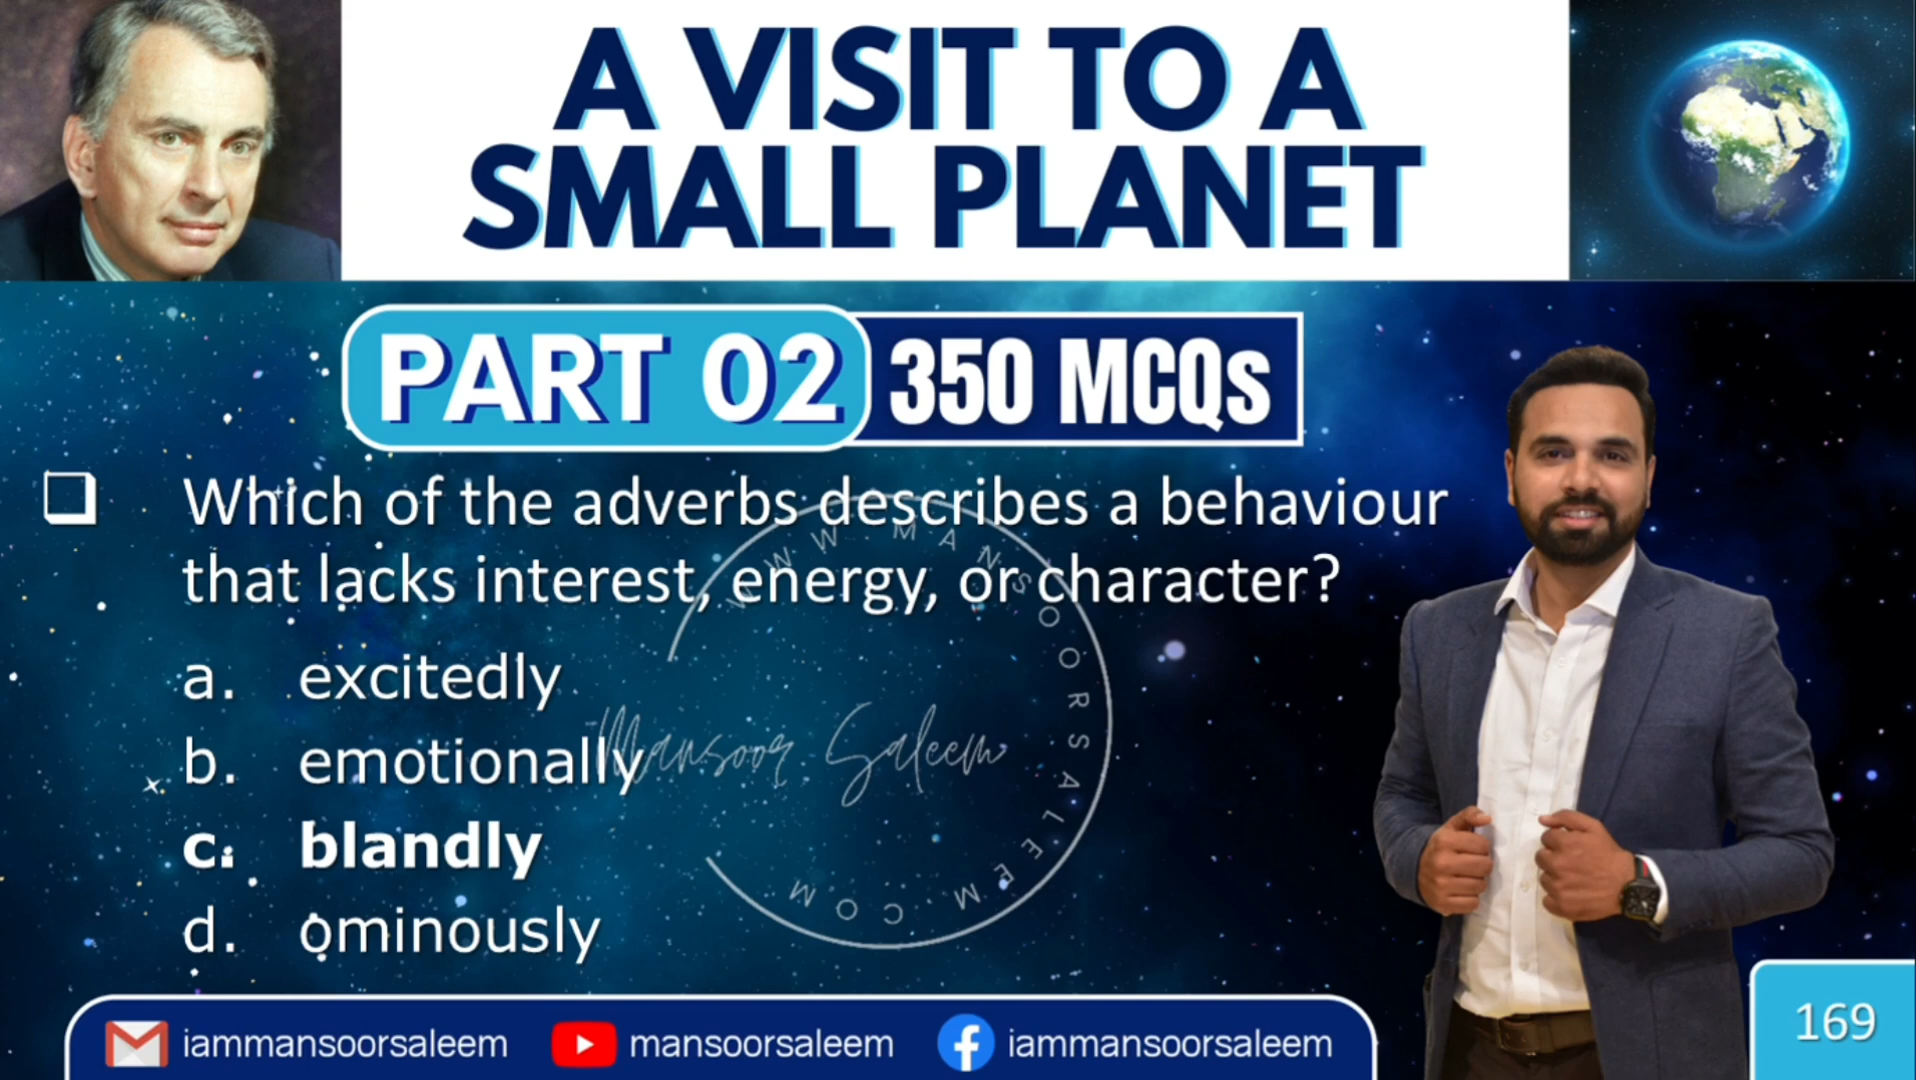 A VISIT TO A
SMALL PLANET
PART 02 350 MCQs
❑ Which of the adverbs describes a behaviour
that lacks interest, energy, or character?
a. excitedly
b. emotionally
c. blandly
d. ominously
WWW.MANSOORSALEEM.COM
Mansoor Saleem
iammansoorsaleem mansoorsaleem iammansoorsaleem
169